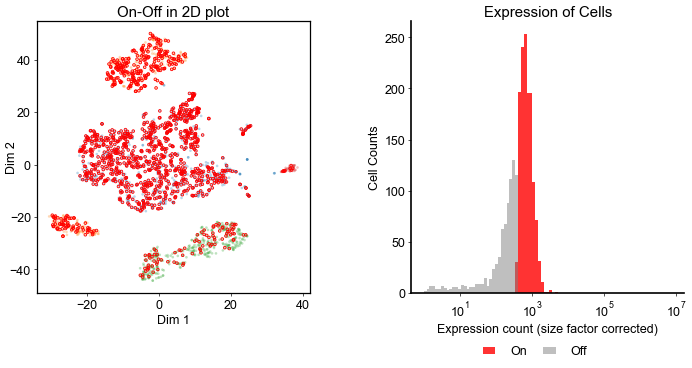 On-Off in 2D plot
Expression of Cells
40
20
0
−20
−40
Dim 2
−20 0 20 40
Dim 1
250
200
150
100
50
0
Cell Counts
10^1 10^3 10^5 10^7
Expression count (size factor corrected)
On Off